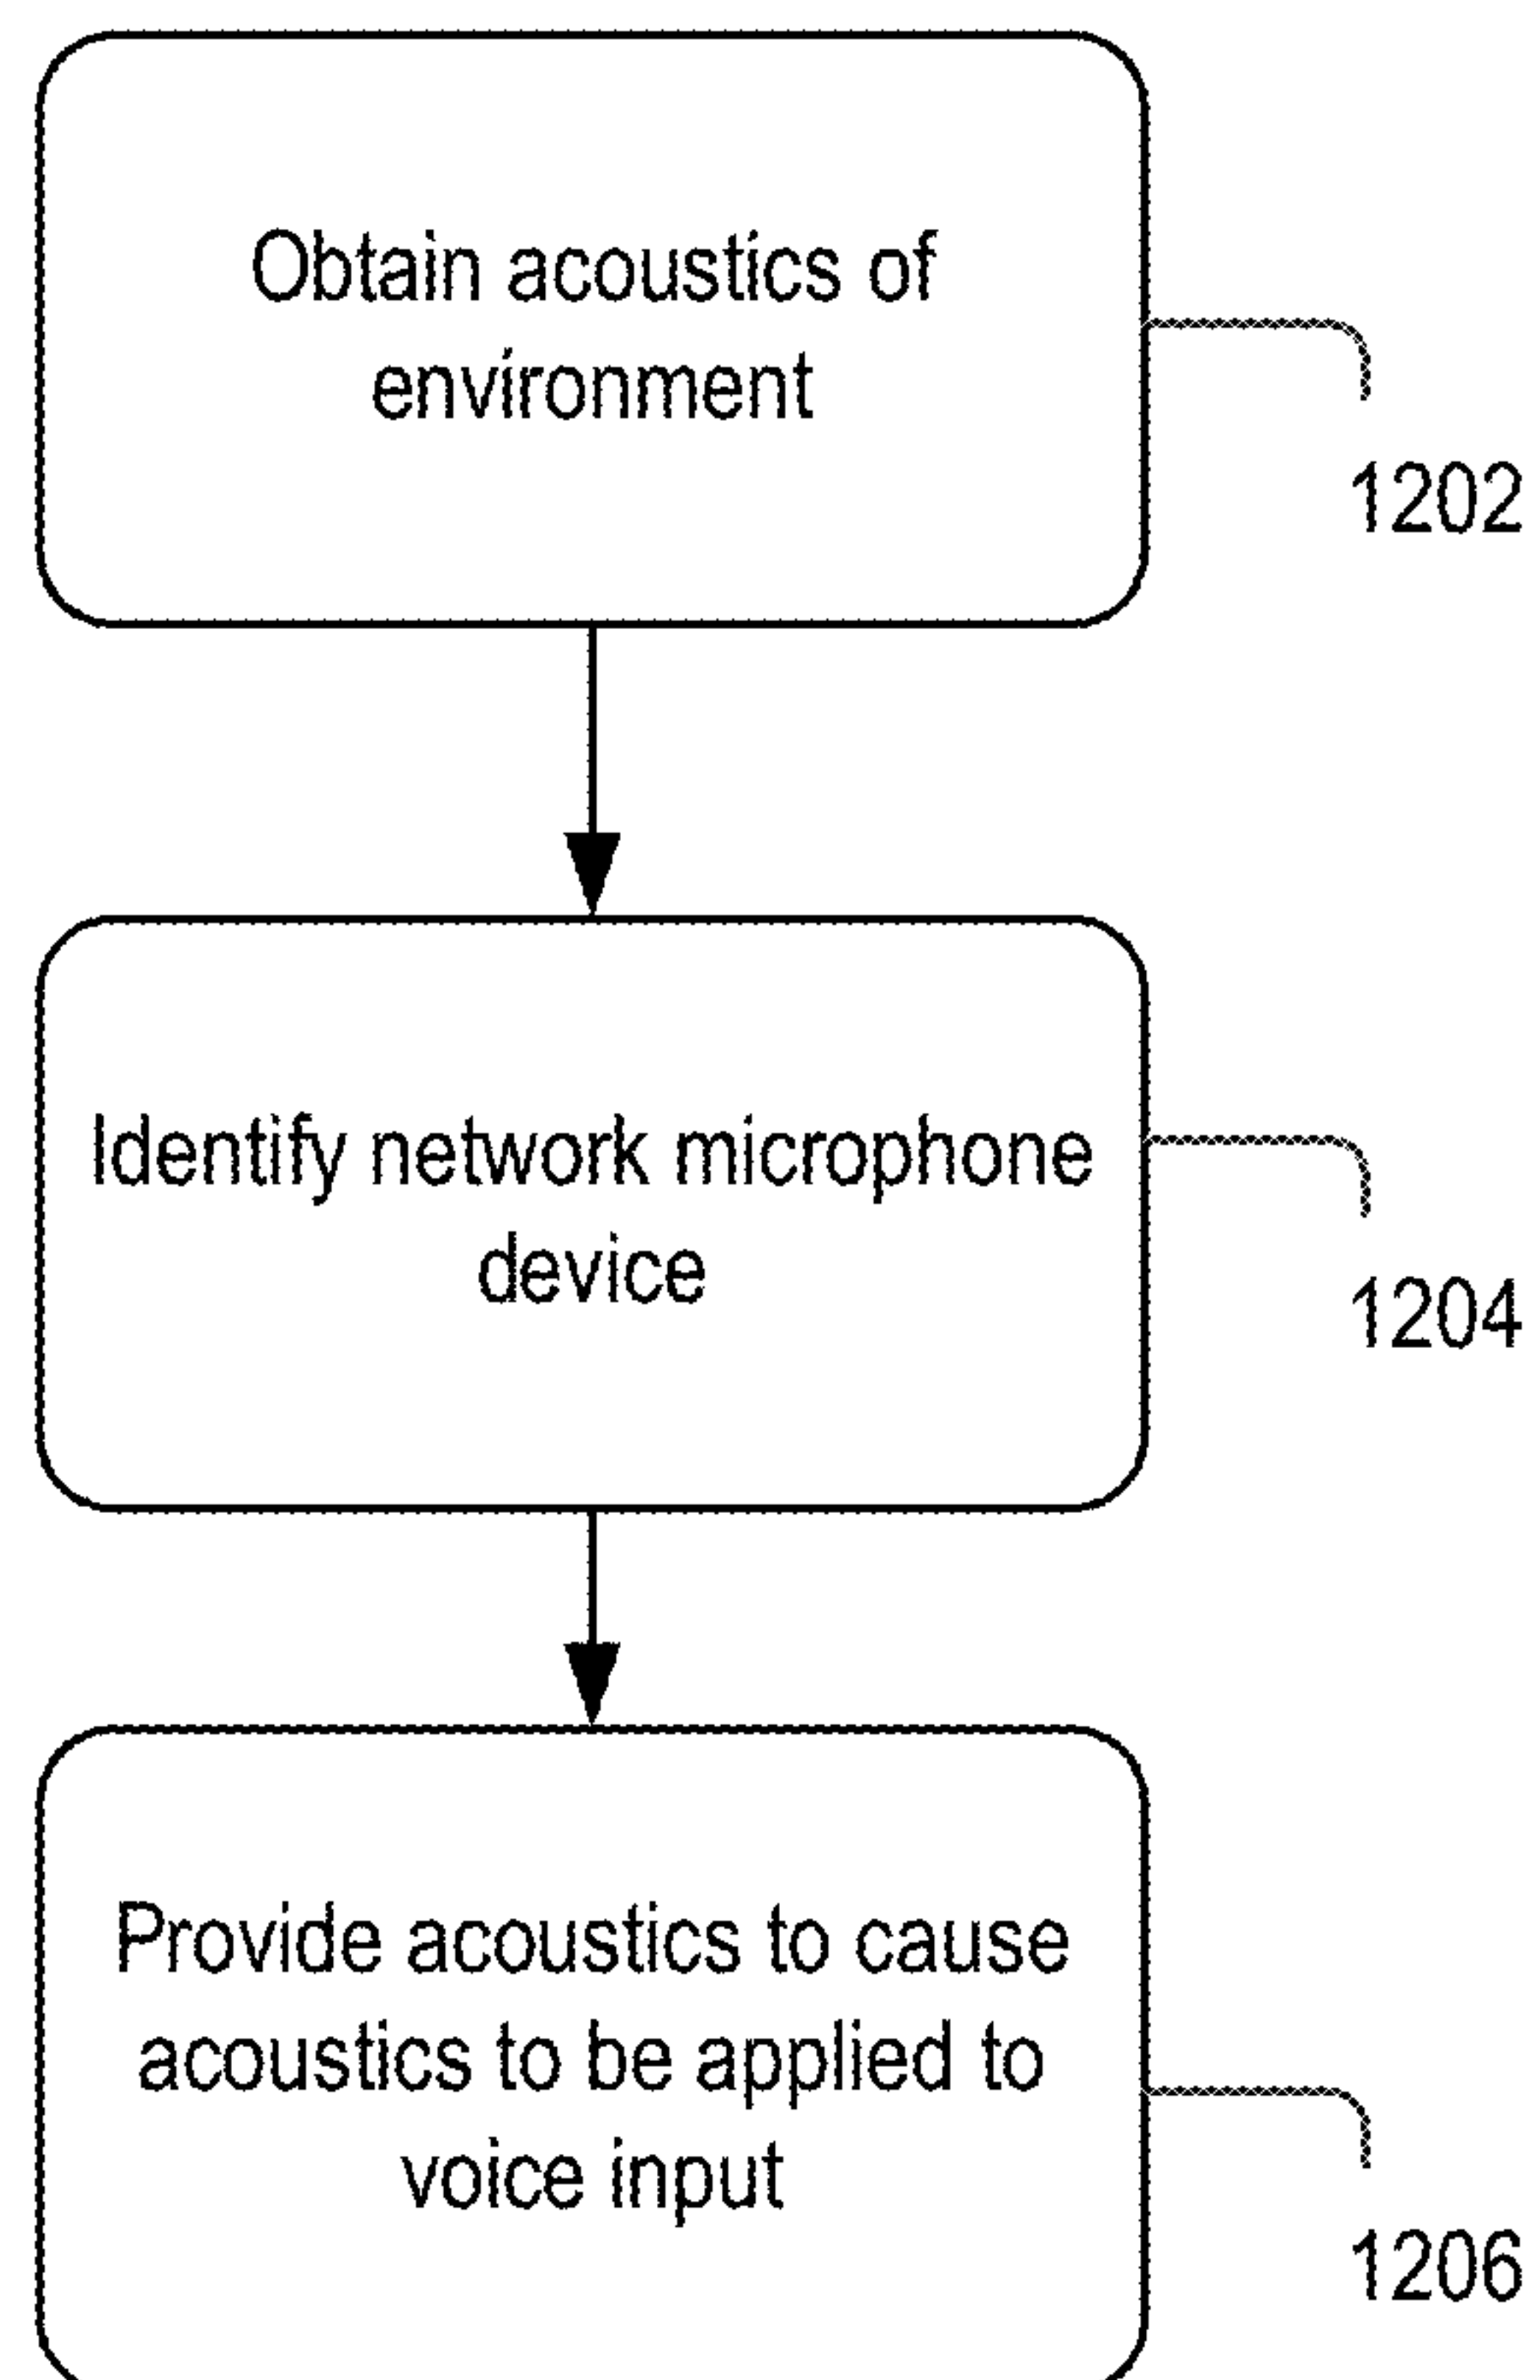 Obtain acoustics of
environment
1202
Identify network microphone
device
1204
Provide acoustics to cause
acoustics to be applied to
voice input
1206